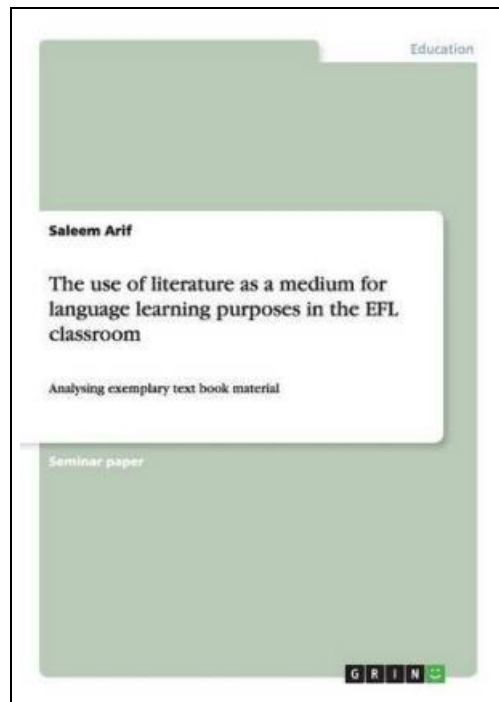 Education
Saleem Arif
The use of literature as a medium for
language learning purposes in the EFL
classroom
Analysing exemplary text book material
Seminar paper
GRIN